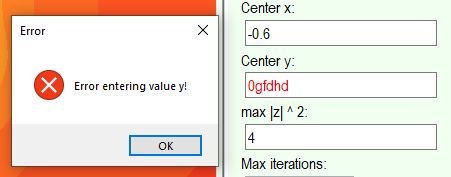 Error
Error entering value y!
OK
Center x:
-0.6
Center y:
0gfdhd
max |z| ^ 2:
4
Max iterations: